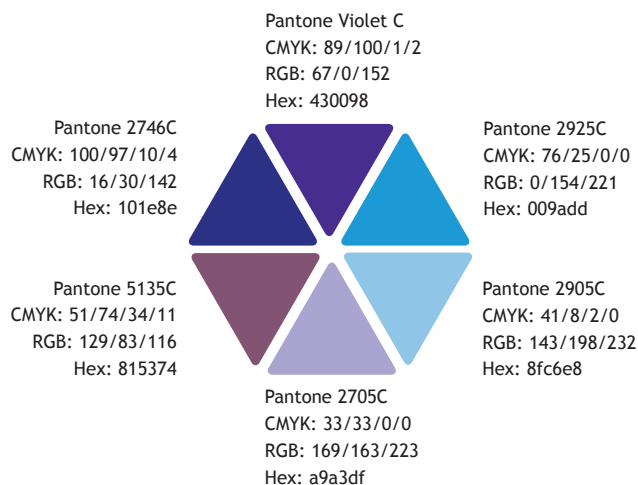 Pantone Violet C
CMYK: 89/100/1/2
RGB: 67/0/152
Hex: 430098
Pantone 2746C
CMYK: 100/97/10/4
RGB: 16/30/142
Hex: 101e8e
Pantone 2925C
CMYK: 76/25/0/0
RGB: 0/154/221
Hex: 009add
Pantone 5135C
CMYK: 51/74/34/11
RGB: 129/83/116
Hex: 815374
Pantone 2905C
CMYK: 41/8/2/0
RGB: 143/198/232
Hex: 8fc6e8
Pantone 2705C
CMYK: 33/33/0/0
RGB: 169/163/223
Hex: a9a3df